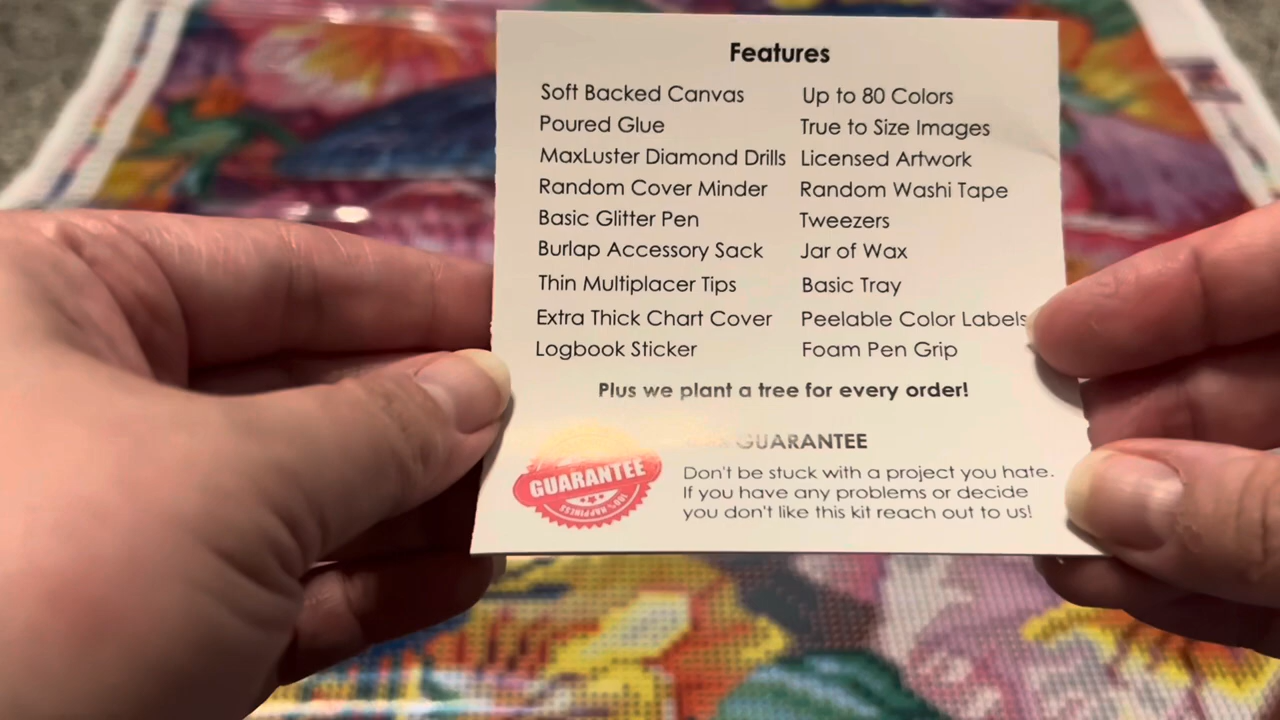 Features
Soft Backed Canvas
Poured Glue
MaxLuster Diamond Drills
Random Cover Minder
Basic Glitter Pen
Burlap Accessory Sack
Thin Multiplacer Tips
Extra Thick Chart Cover
Logbook Sticker
Up to 80 Colors
True to Size Images
Licensed Artwork
Random Washi Tape
Tweezers
Jar of Wax
Basic Tray
Peelable Color Labels
Foam Pen Grip
Plus we plant a tree for every order!
GUARANTEE
Don't be stuck with a project you hate.
If you have any problems or decide
you don't like this kit reach out to us!
GUARANTEE
100% HAPPINESS